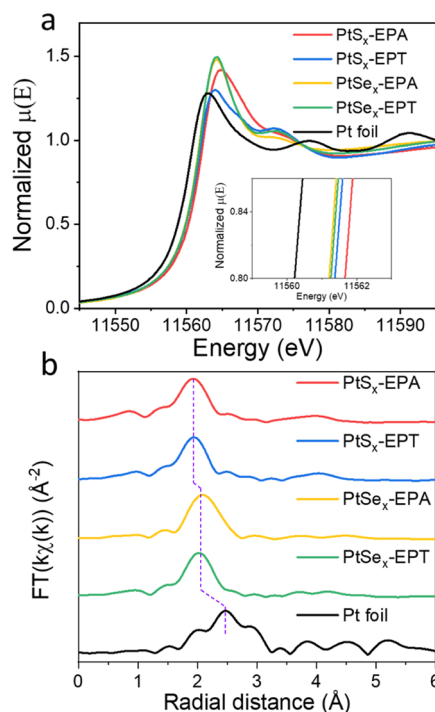 a
PtSₓ-EPA
PtSₓ-EPT
PtSeₓ-EPA
PtSeₓ-EPT
Pt foil
Normalized μ(E)
1.5
1.0
0.5
0.0
Normalized μ(E)
0.84
0.80
11560 11562
Energy (eV)
11550 11560 11570 11580 11590
Energy (eV)
b
PtSₓ-EPA
PtSₓ-EPT
PtSeₓ-EPA
PtSeₓ-EPT
Pt foil
FT(kχ(k)) (Å⁻²)
0 1 2 3 4 5 6
Radial distance (Å)